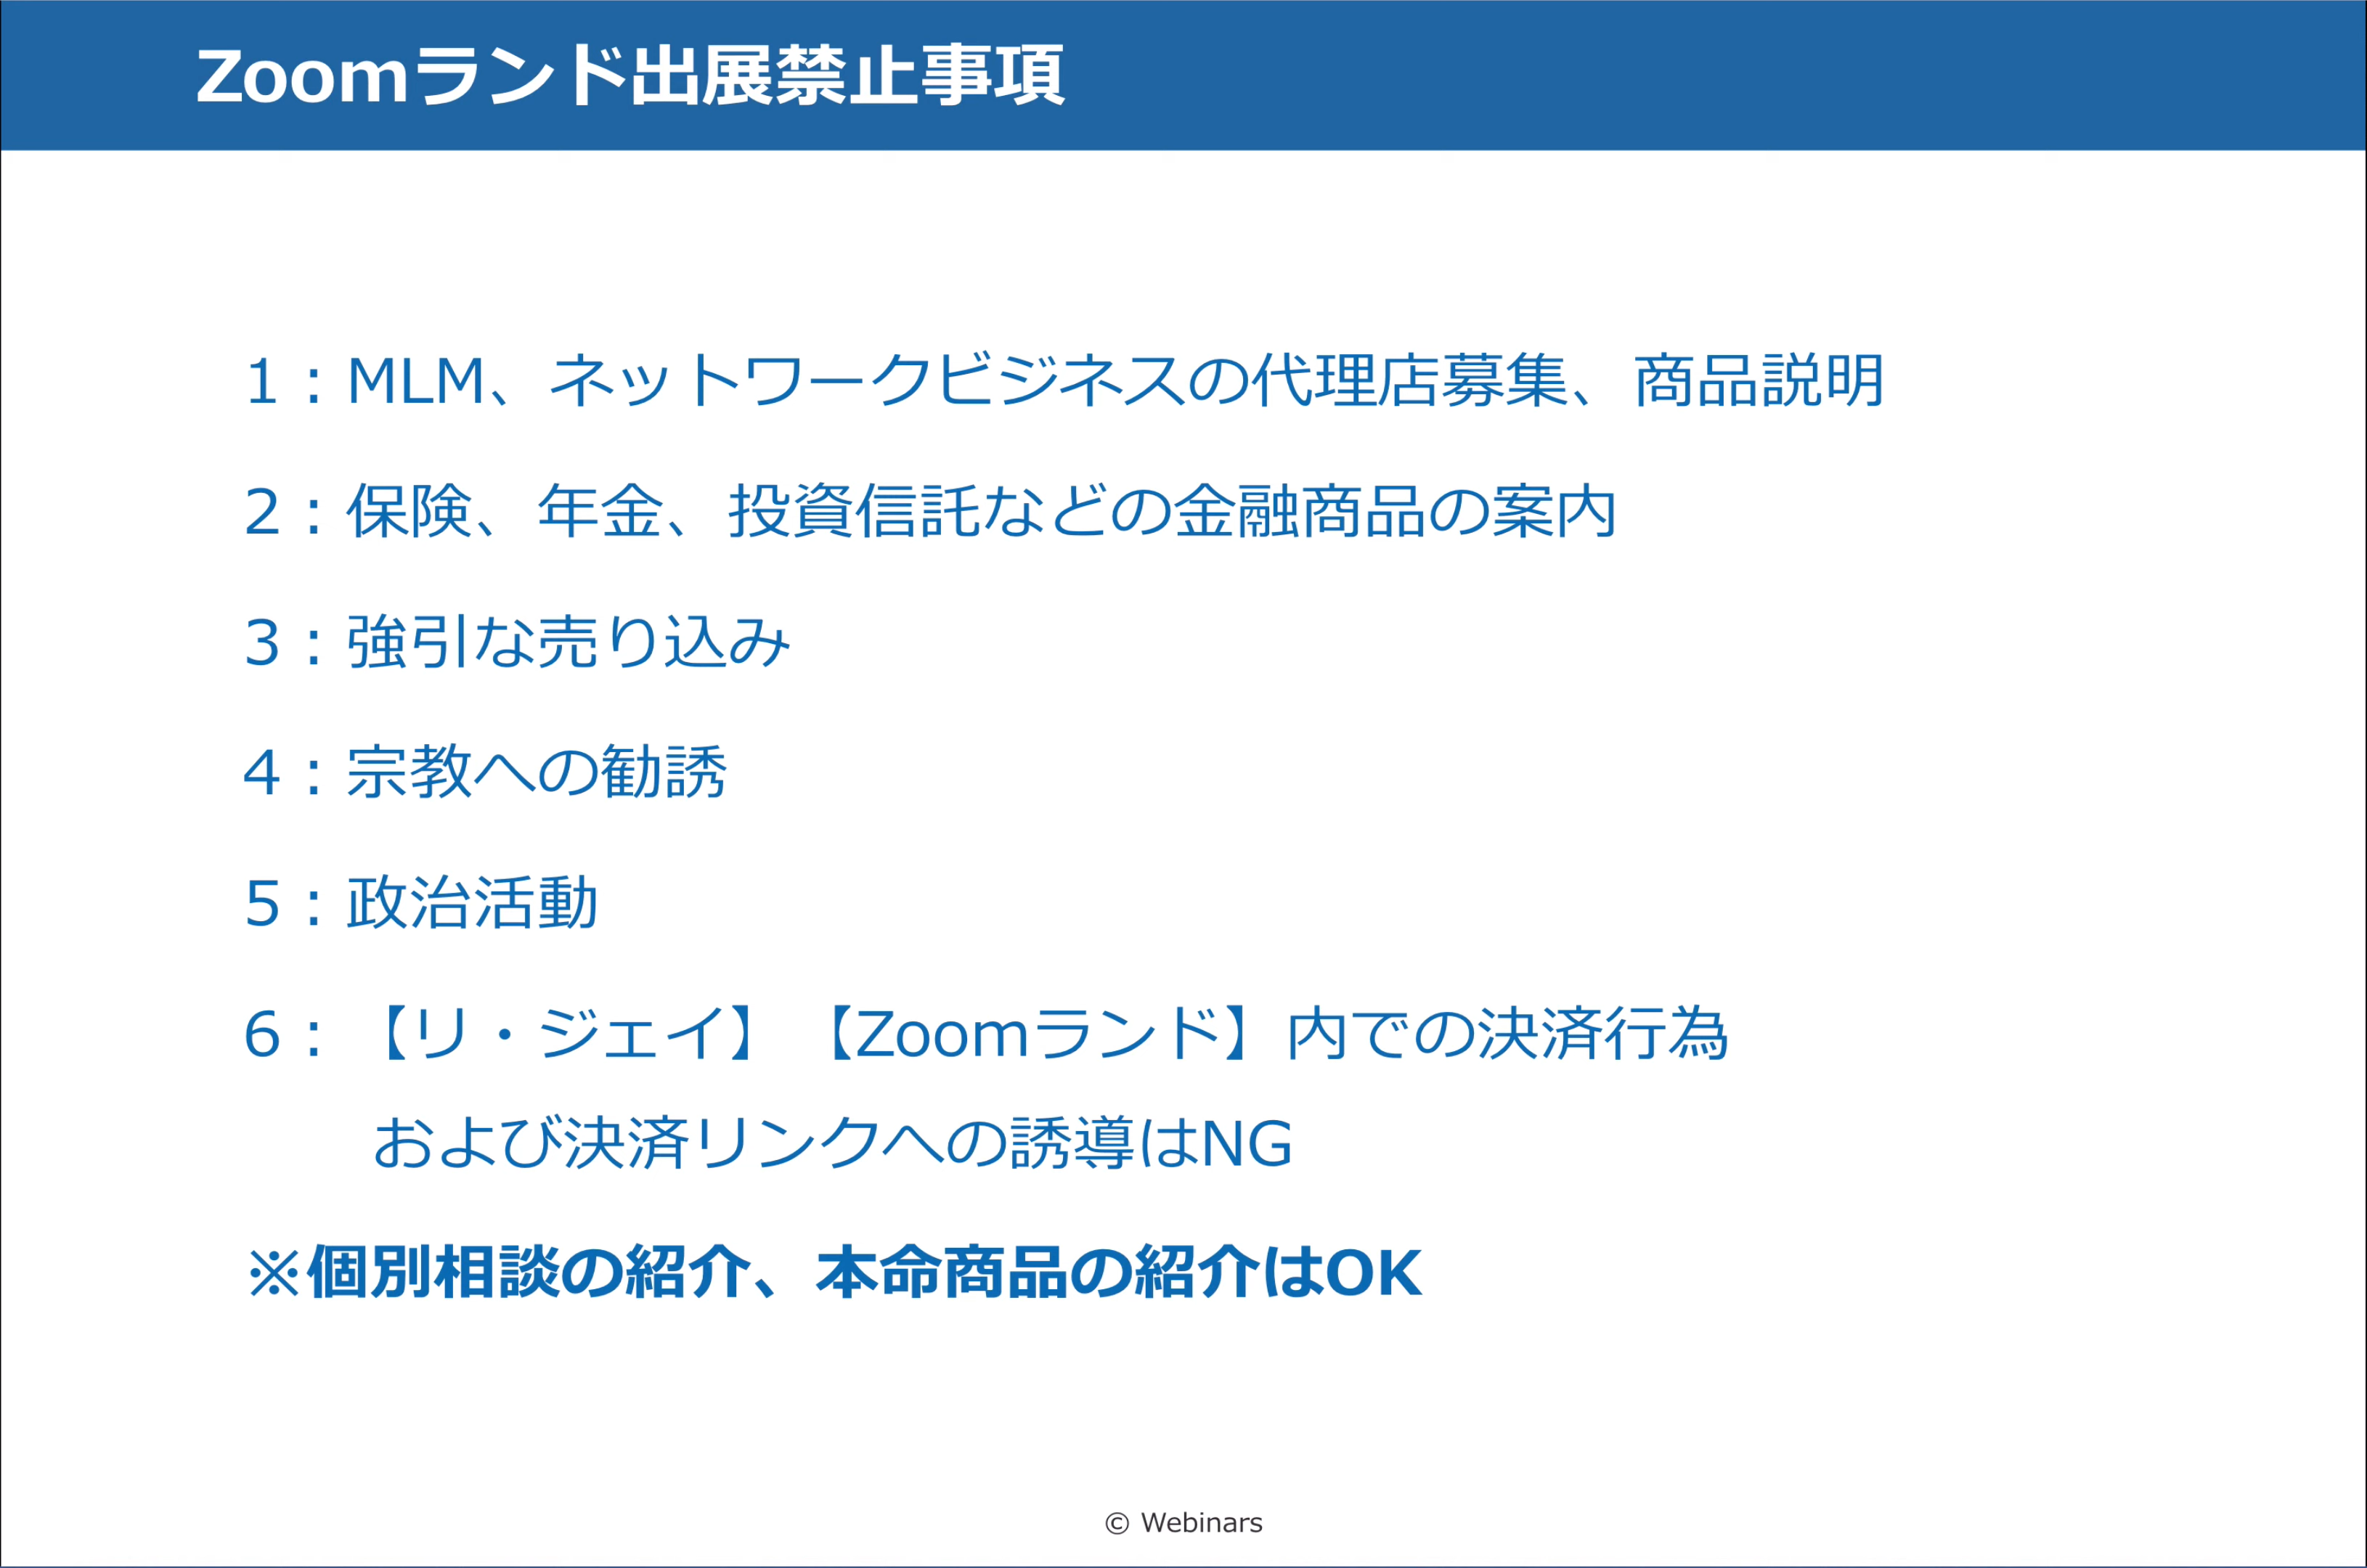 Zoomランド出展禁止事項
1：MLM、ネットワークビジネスの代理店募集、商品説明
2：保険、年金、投資信託などの金融商品の案内
3：強引な売り込み
4：宗教への勧誘
5：政治活動
6：【リ・ジェイ】【Zoomランド】内での決済行為
および決済リンクへの誘導はNG
※個別相談の紹介、本命商品の紹介はOK
© Webinars